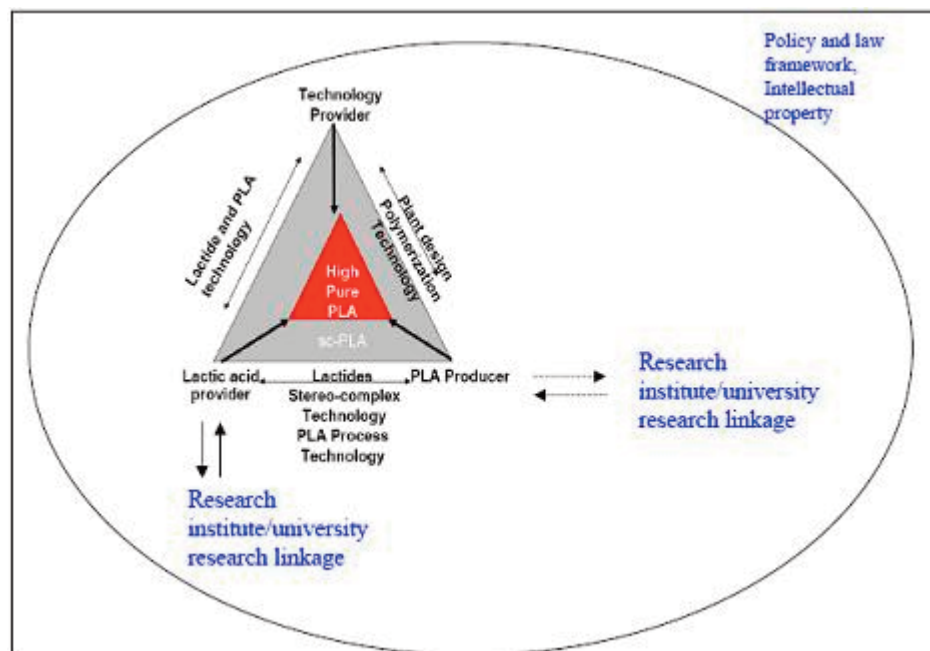 Policy and law
framework,
Intellectual
property
Technology
Provider
Lactide and PLA
technology
Plant design
Polymerization
Technology
High
Pure
PLA
sc-PLA
Lactic acid
provider
Lactides
Stereo-complex
Technology
PLA Process
Technology
PLA Producer
Research
institute/university
research linkage
Research
institute/university
research linkage